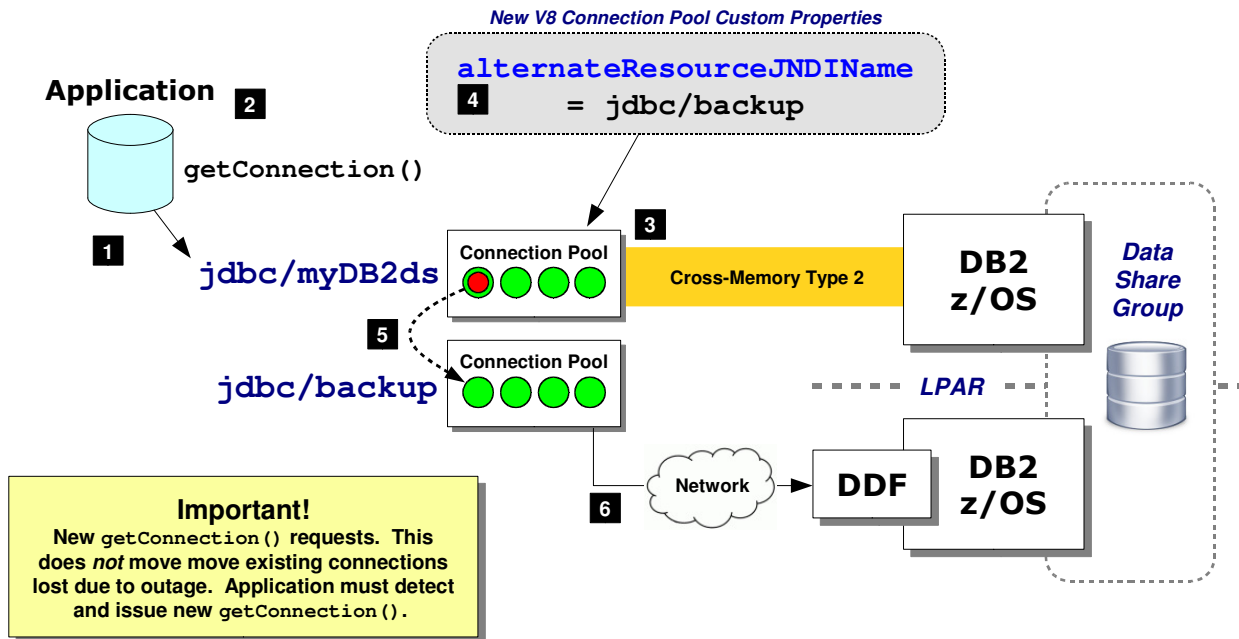 New V8 Connection Pool Custom Properties
alternateResourceJNDIName
4
= jdbc/backup
Application
2
getConnection()
1
jdbc/myDB2ds
Connection Pool
3
Cross-Memory Type 2
DB2
z/OS
Data
Share
Group
5
jdbc/backup
Connection Pool
LPAR
6
Network
DDF
DB2
z/OS
Important!
New getConnection() requests. This
does not move move existing connections
lost due to outage. Application must detect
and issue new getConnection().